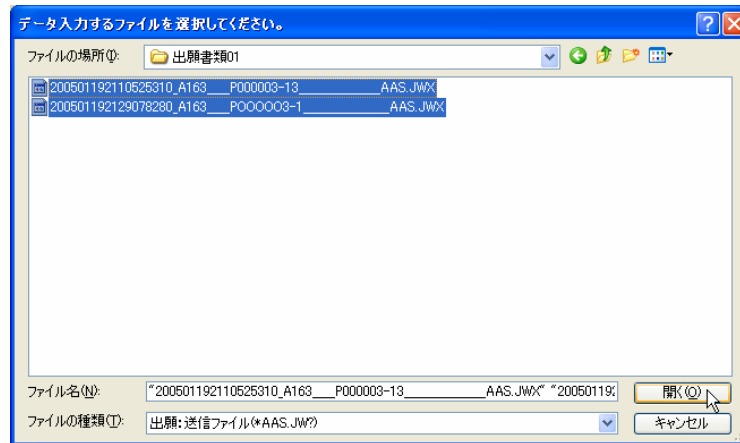 データ入力するファイルを選択してください。
ファイルの場所(I):
出願書類01
200501192110525310_A163___P000003-13____________AAS.JWX
200501192129078280_A163___POOOOO3-1_____________AAS.JWX
ファイル名(N):
"200501192110525310_A163___P000003-13____________AAS.JWX" "20050119
開く(O)
ファイルの種類(T):
出願:送信ファイル(*AAS.JW?)
キャンセル